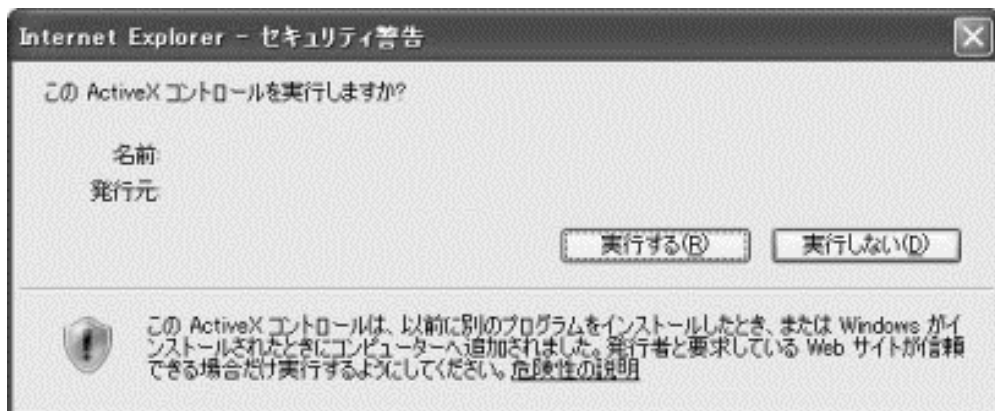 Internet Explorer - セキュリティ警告
この ActiveX コントロールを実行しますか?
名前:
発行元:
実行する(R)
実行しない(D)
この ActiveX コントロールは、以前に別のプログラムをインストールしたとき、または Windows がイ
ンストールされたときにコンピューターへ追加されました。発行者と要求している Web サイトが信頼
できる場合だけ実行するようにしてください。危険性の説明